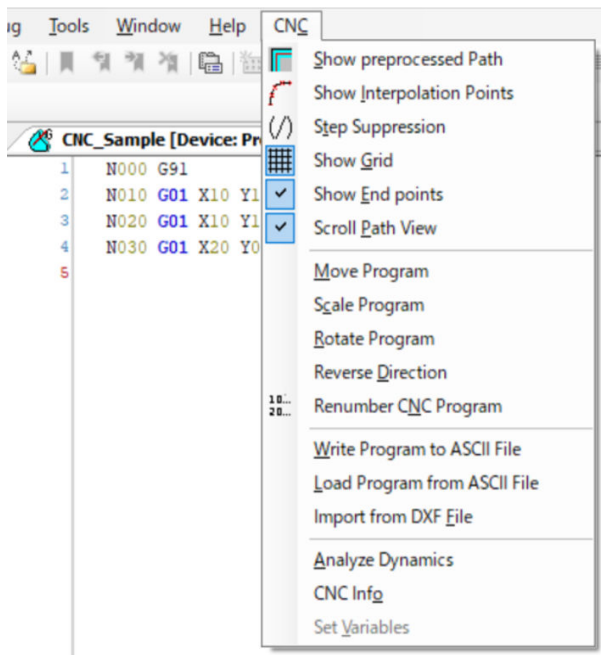 Tools Window Help CNC
CNC_Sample [Device:
1 N000 G91
2 N010 G01 X10
3 N020 G01 X10
4 N030 G01 X20 Y0
5
Show preprocessed Path
Show Interpolation Points
Step Suppression
Show Grid
Show End points
Scroll Path View
Move Program
Scale Program
Rotate Program
Reverse Direction
10...
20...
Renumber CNC Program
Write Program to ASCII File
Load Program from ASCII File
Import from DXF File
Analyze Dynamics
CNC Info
Set Variables